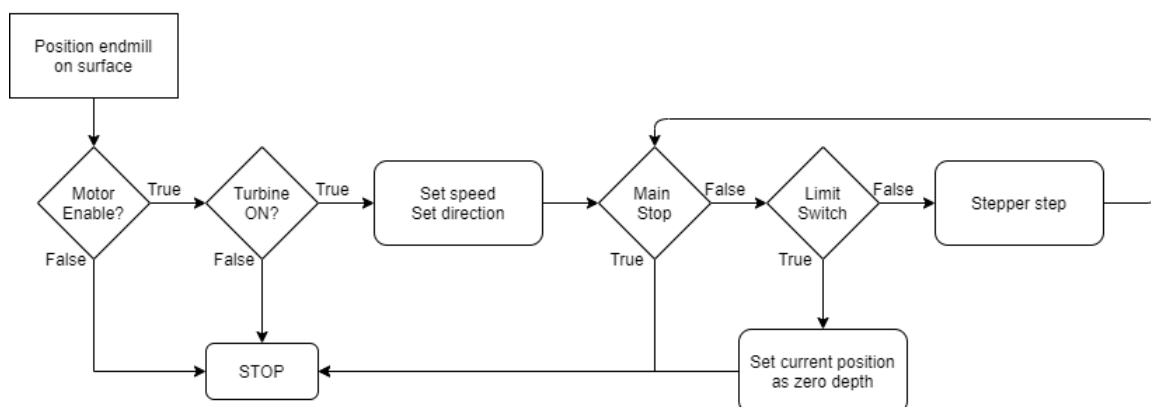 Position endmill
on surface
Motor
Enable?
True
False
Turbine
ON?
True
False
Set speed
Set direction
Main
Stop
False
True
Limit
Switch
False
True
Stepper step
STOP
Set current position
as zero depth